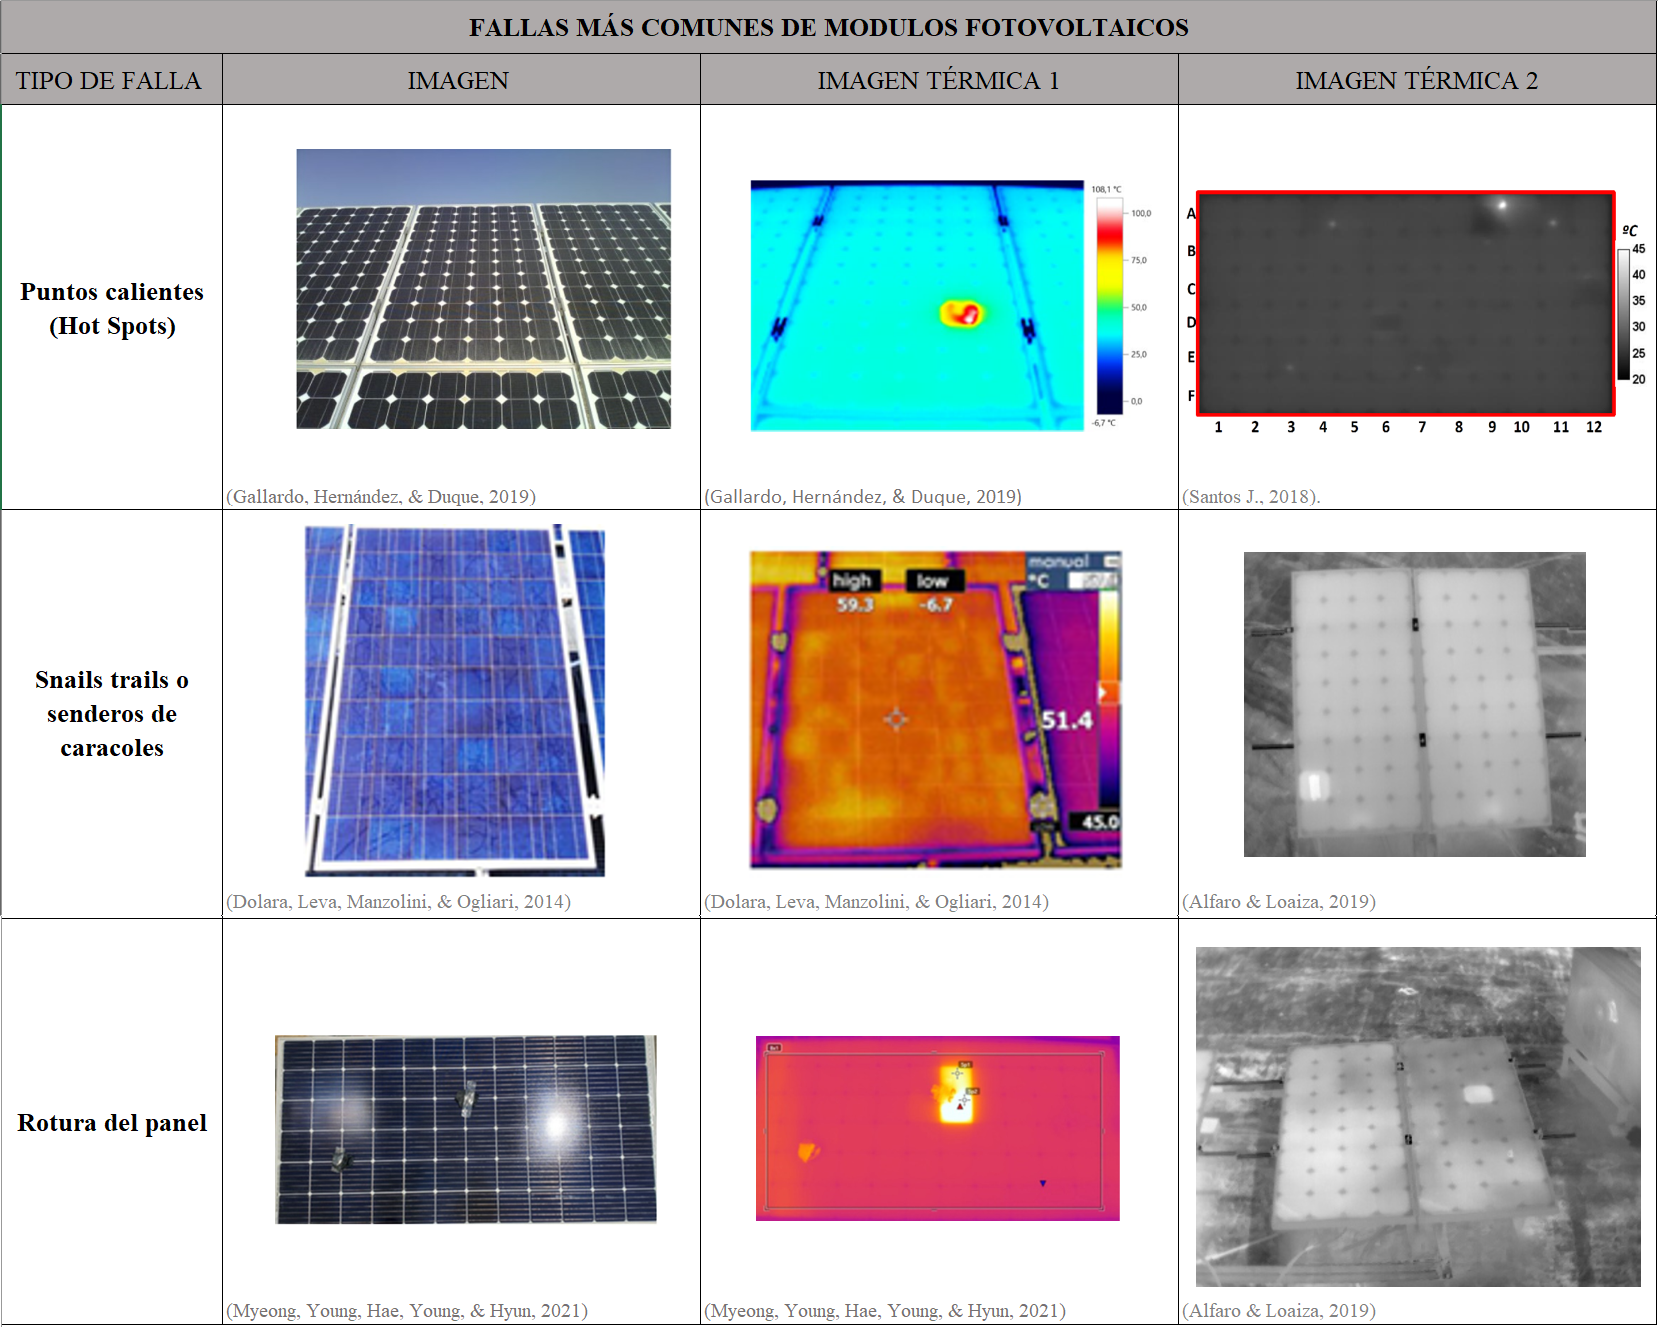 FALLAS MÁS COMUNES DE MODULOS FOTOVOLTAICOS
TIPO DE FALLA
IMAGEN
IMAGEN TÉRMICA 1
IMAGEN TÉRMICA 2
Puntos calientes
(Hot Spots)
108,1 °C
100,0
75,0
50,0
25,0
0,0
-6,7 °C
A
B
C
D
E
F
1 2 3 4 5 6 7 8 9 10 11 12
ºC
45
40
35
30
25
20
(Gallardo, Hernández, & Duque, 2019)
(Gallardo, Hernández, & Duque, 2019)
(Santos J., 2018).
Snails trails o
senderos de
caracoles
high low
59.3 -6.7
manual
°C
51.4
45.0
(Dolara, Leva, Manzolini, & Ogliari, 2014)
(Dolara, Leva, Manzolini, & Ogliari, 2014)
(Alfaro & Loaiza, 2019)
Rotura del panel
(Myeong, Young, Hae, Young, & Hyun, 2021)
(Myeong, Young, Hae, Young, & Hyun, 2021)
(Alfaro & Loaiza, 2019)